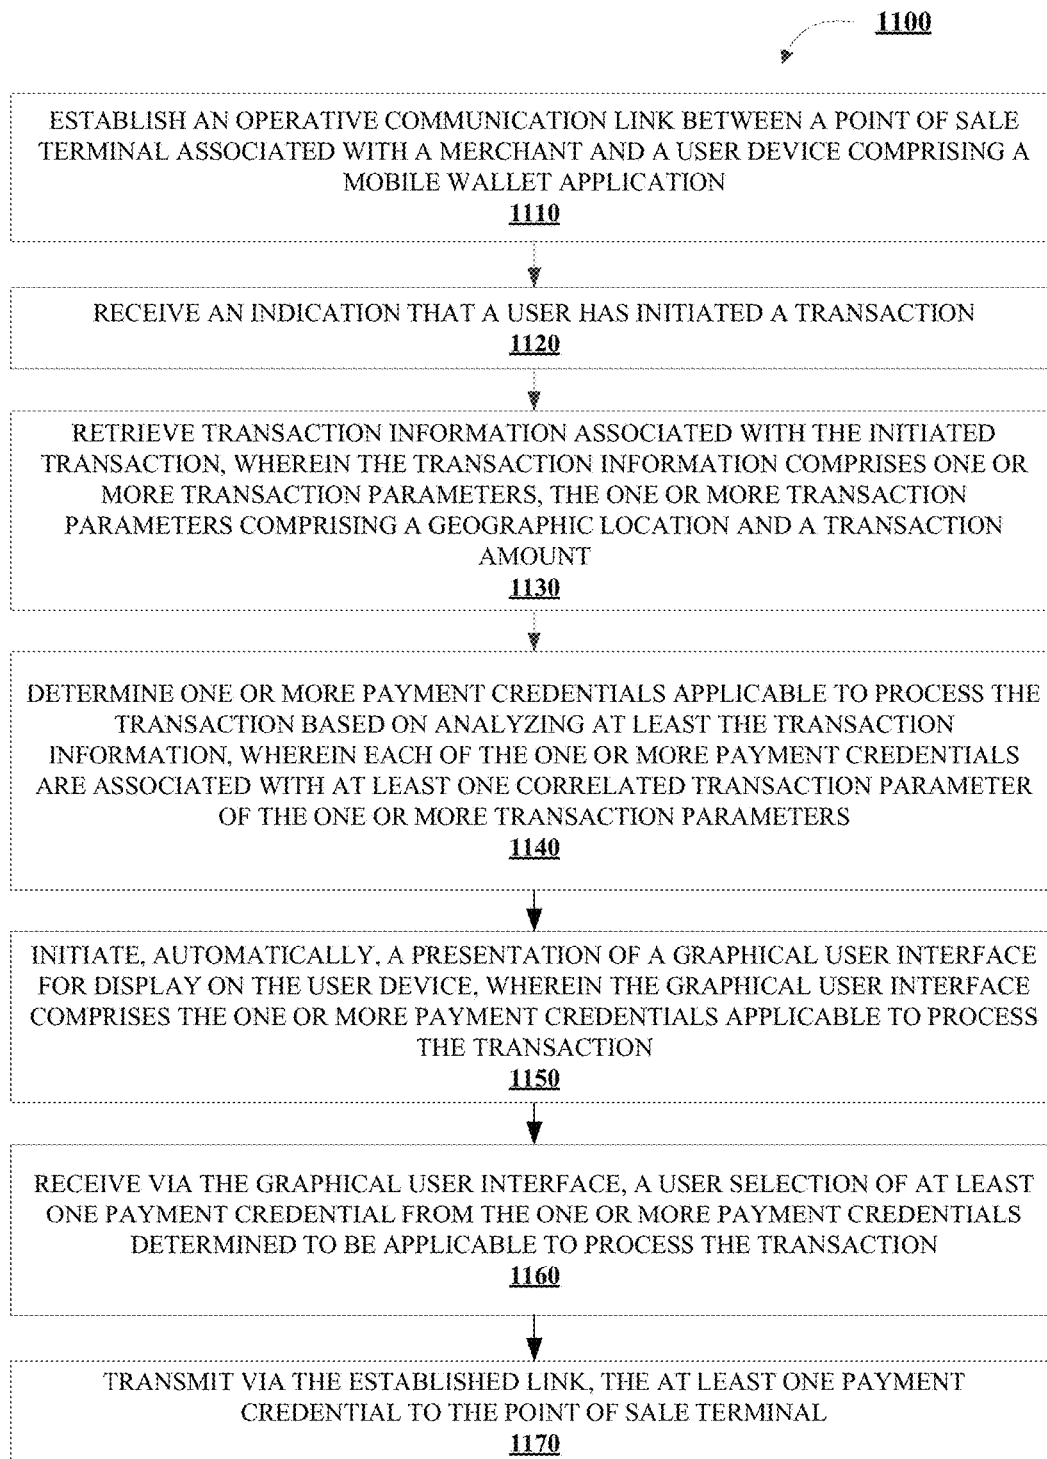 1100
ESTABLISH AN OPERATIVE COMMUNICATION LINK BETWEEN A POINT OF SALE
TERMINAL ASSOCIATED WITH A MERCHANT AND A USER DEVICE COMPRISING A
MOBILE WALLET APPLICATION
1110
RECEIVE AN INDICATION THAT A USER HAS INITIATED A TRANSACTION
1120
RETRIEVE TRANSACTION INFORMATION ASSOCIATED WITH THE INITIATED
TRANSACTION, WHEREIN THE TRANSACTION INFORMATION COMPRISES ONE OR
MORE TRANSACTION PARAMETERS, THE ONE OR MORE TRANSACTION
PARAMETERS COMPRISING A GEOGRAPHIC LOCATION AND A TRANSACTION
AMOUNT
1130
DETERMINE ONE OR MORE PAYMENT CREDENTIALS APPLICABLE TO PROCESS THE
TRANSACTION BASED ON ANALYZING AT LEAST THE TRANSACTION
INFORMATION, WHEREIN EACH OF THE ONE OR MORE PAYMENT CREDENTIALS
ARE ASSOCIATED WITH AT LEAST ONE CORRELATED TRANSACTION PARAMETER
OF THE ONE OR MORE TRANSACTION PARAMETERS
1140
INITIATE, AUTOMATICALLY, A PRESENTATION OF A GRAPHICAL USER INTERFACE
FOR DISPLAY ON THE USER DEVICE, WHEREIN THE GRAPHICAL USER INTERFACE
COMPRISES THE ONE OR MORE PAYMENT CREDENTIALS APPLICABLE TO PROCESS
THE TRANSACTION
1150
RECEIVE VIA THE GRAPHICAL USER INTERFACE, A USER SELECTION OF AT LEAST
ONE PAYMENT CREDENTIAL FROM THE ONE OR MORE PAYMENT CREDENTIALS
DETERMINED TO BE APPLICABLE TO PROCESS THE TRANSACTION
1160
TRANSMIT VIA THE ESTABLISHED LINK, THE AT LEAST ONE PAYMENT
CREDENTIAL TO THE POINT OF SALE TERMINAL
1170